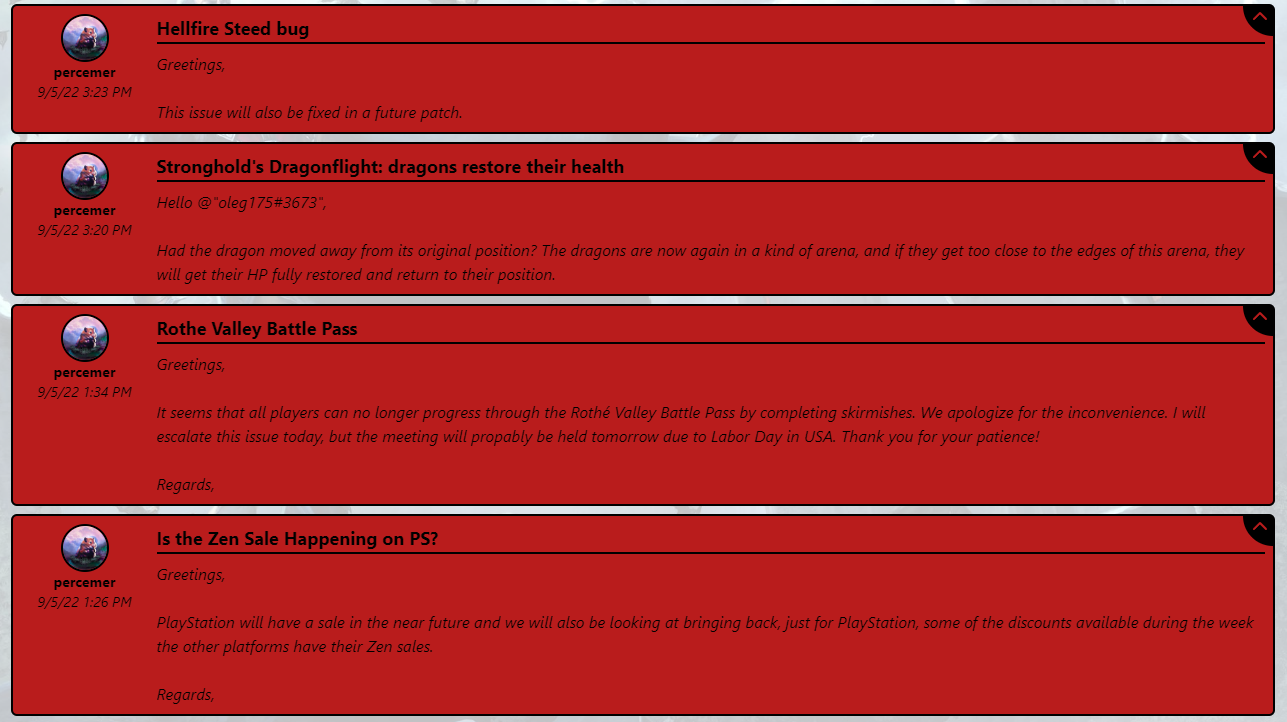 Hellfire Steed bug
percemer
9/5/22 3:23 PM
Greetings,
This issue will also be fixed in a future patch.
Stronghold's Dragonflight: dragons restore their health
percemer
9/5/22 3:20 PM
Hello @"oleg175#3673",
Had the dragon moved away from its original position? The dragons are now again in a kind of arena, and if they get too close to the edges of this arena, they
will get their HP fully restored and return to their position.
Rothe Valley Battle Pass
percemer
9/5/22 1:34 PM
Greetings,
It seems that all players can no longer progress through the Rothé Valley Battle Pass by completing skirmishes. We apologize for the inconvenience. I will
escalate this issue today, but the meeting will propably be held tomorrow due to Labor Day in USA. Thank you for your patience!
Regards,
Is the Zen Sale Happening on PS?
percemer
9/5/22 1:26 PM
Greetings,
PlayStation will have a sale in the near future and we will also be looking at bringing back, just for PlayStation, some of the discounts available during the week
the other platforms have their Zen sales.
Regards,